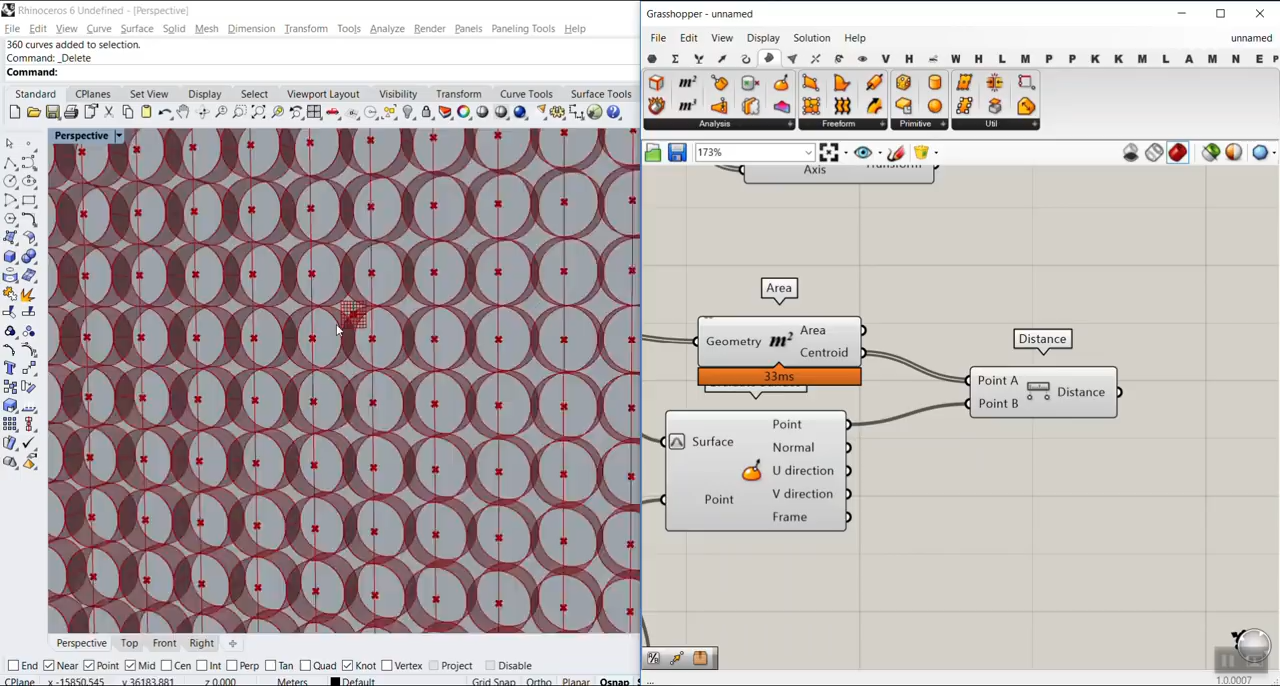 Rhinoceros 6 Undefined - [Perspective]
File Edit View Curve Surface Solid Mesh Dimension Transform Tools Analyze Render Panels Paneling Tools Help
360 curves added to selection.
Command: _Delete
Command:
Standard CPlanes Set View Display Select Viewport Layout Visibility Transform Curve Tools Surface Tools
Perspective
Perspective Top Front Right
End Near Point Mid Cen Int Perp Tan Quad Knot Vertex Project Disable
CPlane x -15850.545 y 36183.881 z 0.000 Meters Default Grid Snap Ortho Planar Osnap
Grasshopper - unnamed
File Edit View Display Solution Help unnamed
V H W H L M P P K K M L A M N E P
m²
m³
Analysis Freeform Primitive Util
173%
Axis
Area
Geometry m² Area
Centroid
33ms
Surface
Point
Point
Normal
U direction
V direction
Frame
Distance
Point A
Point B
Distance
1.0.0007